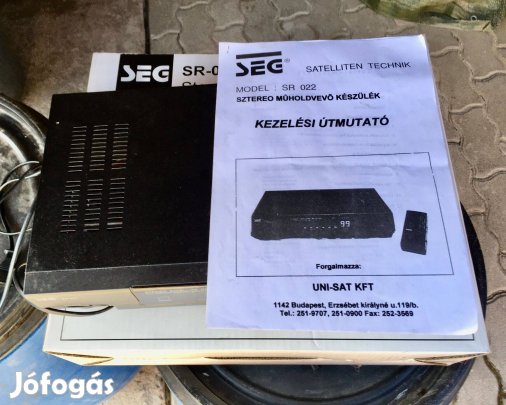 SEG SR-0
SEG® SATELLITEN TECHNIK
MODEL : SR 022
SZTEREO MŰHOLDVEVŐ KÉSZÜLÉK
KEZELÉSI ÚTMUTATÓ
99
Forgalmazza:
UNI-SAT KFT
1142 Budapest, Erzsébet királyné u.119/b.
Tel.: 251-9707, 251-0900 Fax: 252-3569
Jófogás